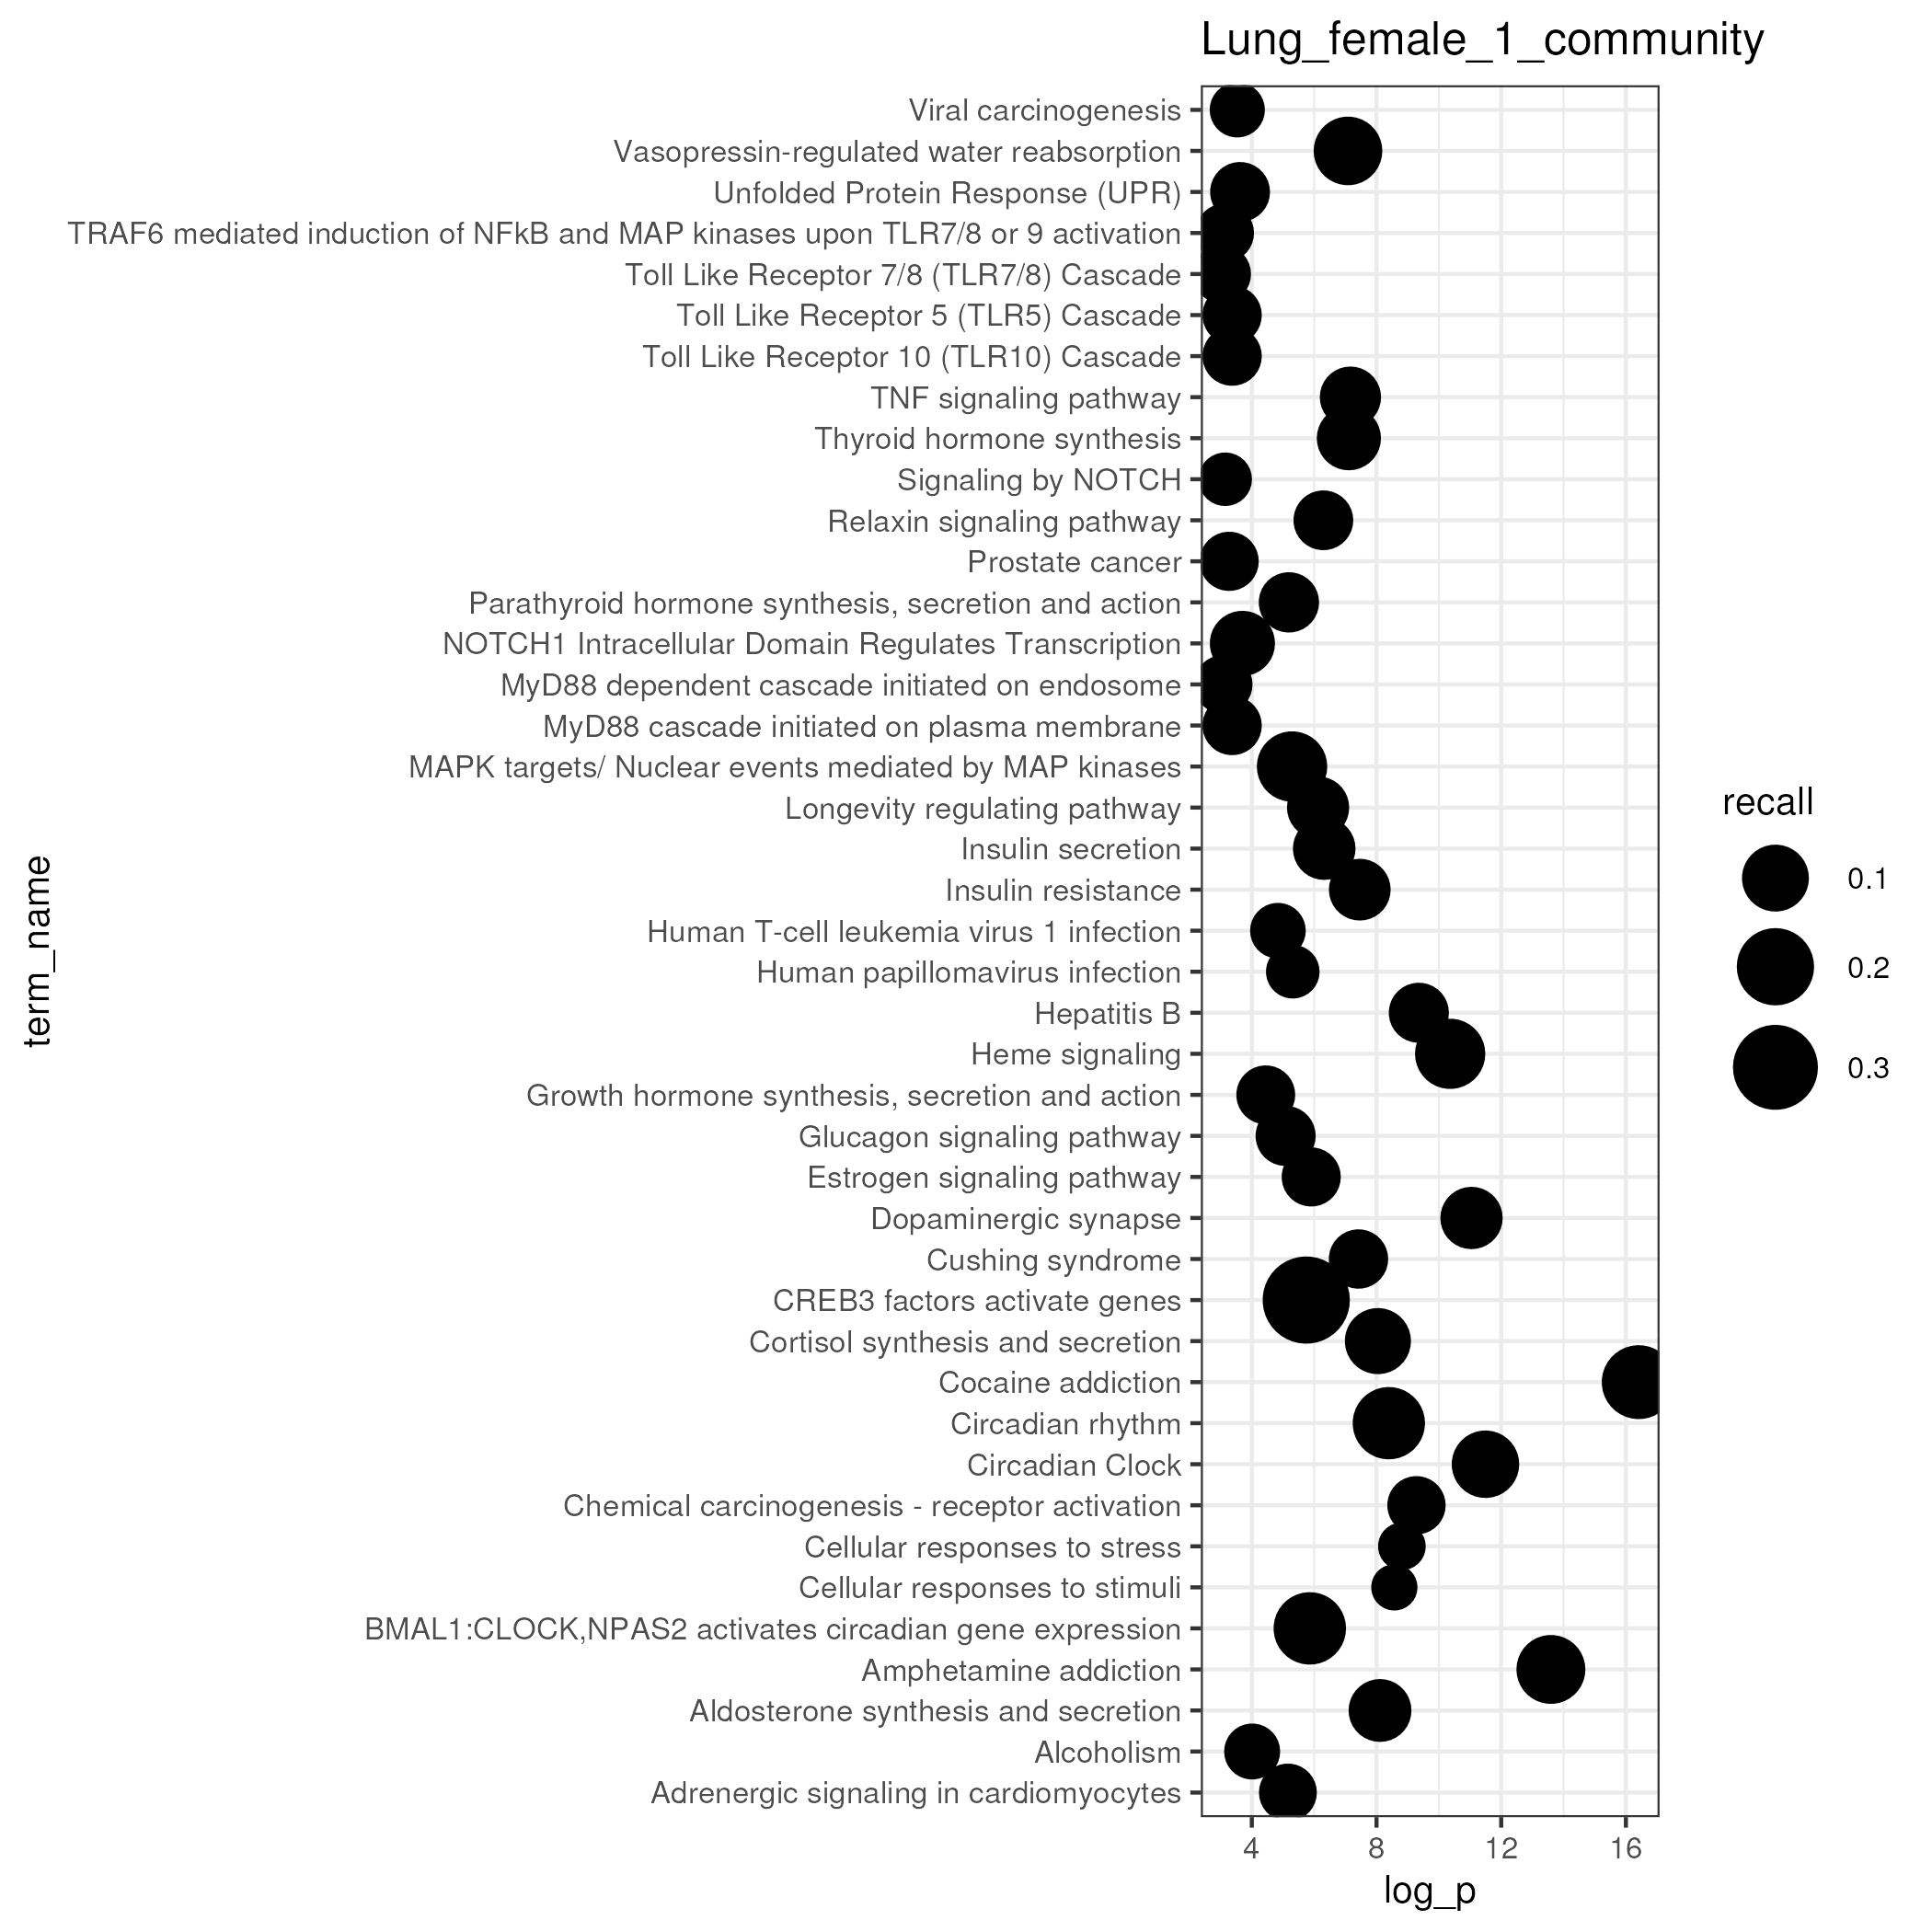 Lung_female_1_community
Viral carcinogenesis
Vasopressin-regulated water reabsorption
Unfolded Protein Response (UPR)
TRAF6 mediated induction of NFkB and MAP kinases upon TLR7/8 or 9 activation
Toll Like Receptor 7/8 (TLR7/8) Cascade
Toll Like Receptor 5 (TLR5) Cascade
Toll Like Receptor 10 (TLR10) Cascade
TNF signaling pathway
Thyroid hormone synthesis
Signaling by NOTCH
Relaxin signaling pathway
Prostate cancer
Parathyroid hormone synthesis, secretion and action
NOTCH1 Intracellular Domain Regulates Transcription
MyD88 dependent cascade initiated on endosome
MyD88 cascade initiated on plasma membrane
MAPK targets/ Nuclear events mediated by MAP kinases
Longevity regulating pathway
Insulin secretion
Insulin resistance
Human T-cell leukemia virus 1 infection
Human papillomavirus infection
Hepatitis B
Heme signaling
Growth hormone synthesis, secretion and action
Glucagon signaling pathway
Estrogen signaling pathway
Dopaminergic synapse
Cushing syndrome
CREB3 factors activate genes
Cortisol synthesis and secretion
Cocaine addiction
Circadian rhythm
Circadian Clock
Chemical carcinogenesis - receptor activation
Cellular responses to stress
Cellular responses to stimuli
BMAL1:CLOCK,NPAS2 activates circadian gene expression
Amphetamine addiction
Aldosterone synthesis and secretion
Alcoholism
Adrenergic signaling in cardiomyocytes
term_name
4 8 12 16
log_p
recall
0.1
0.2
0.3